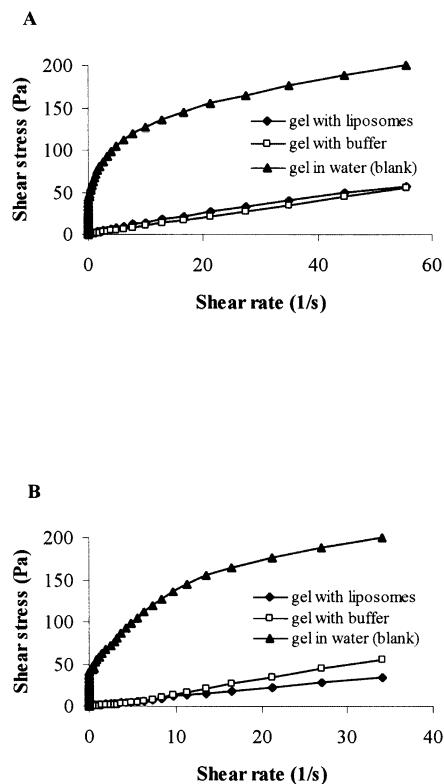 A
Shear stress (Pa)
200
150
100
50
0
gel with liposomes
gel with buffer
gel in water (blank)
0 20 40 60
Shear rate (1/s)
B
Shear stress (Pa)
200
150
100
50
0
gel with liposomes
gel with buffer
gel in water (blank)
0 10 20 30 40
Shear rate (1/s)